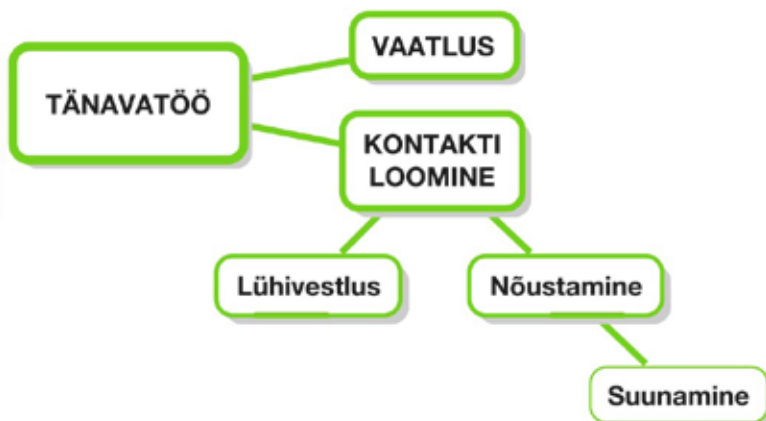 VAATLUS
TÄNAVATÖÖ
KONTAKTI
LOOMINE
Lühivestlus
Nõustamine
Suunamine